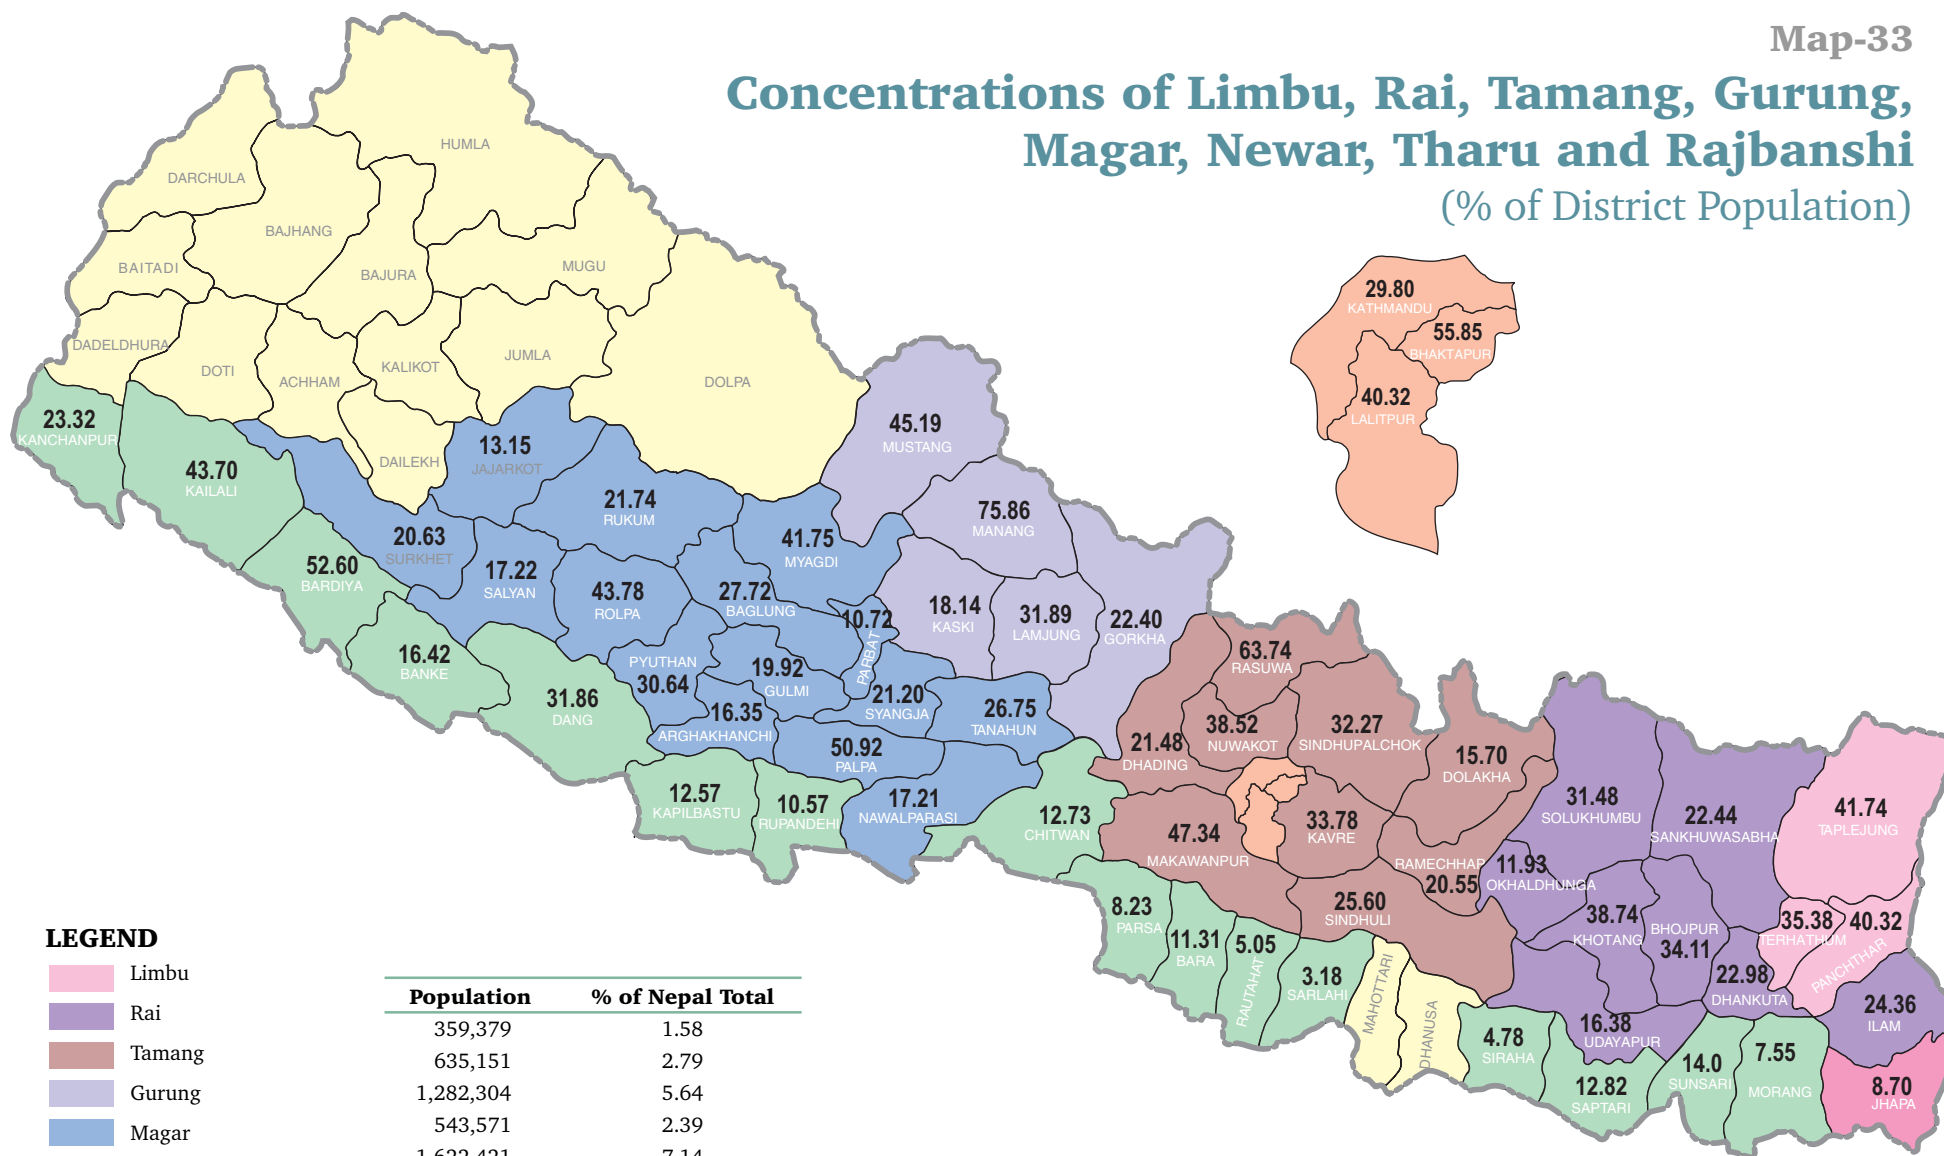 Map-33
Concentrations of Limbu, Rai, Tamang, Gurung,
Magar, Newar, Tharu and Rajbanshi
(% of District Population)
HUMLA
DARCHULA
BAJHANG
BAITADI
BAJURA
MUGU
DADELDHURA
DOTI
ACHHAM
KALIKOT
JUMLA
DOLPA
DAILEKH
29.80
KATHMANDU
55.85
BHAKTAPUR
40.32
LALITPUR
23.32
KANCHANPUR
43.70
KAILALI
13.15
JAJARKOT
45.19
MUSTANG
21.74
RUKUM
75.86
MANANG
20.63
SURKHET
41.75
MYAGDI
52.60
BARDIYA
17.22
SALYAN
43.78
ROLPA
27.72
BAGLUNG
10.72
PARBAT
18.14
KASKI
31.89
LAMJUNG
22.40
GORKHA
16.42
BANKE
PYUTHAN
30.64
19.92
GULMI
63.74
RASUWA
31.86
DANG
16.35
ARGHAKHANCHI
21.20
SYANGJA
26.75
TANAHUN
38.52
NUWAKOT
32.27
SINDHUPALCHOK
21.48
DHADING
50.92
PALPA
15.70
DOLAKHA
12.57
KAPILBASTU
10.57
RUPANDEHI
17.21
NAWALPARASI
12.73
CHITWAN
47.34
MAKAWANPUR
33.78
KAVRE
31.48
SOLUKHUMBU
22.44
SANKHUWASABHA
41.74
TAPLEJUNG
RAMECHHAP
20.55
11.93
OKHALDHUNGA
8.23
PARSA
25.60
SINDHULI
38.74
KHOTANG
BHOJPUR
34.11
35.38
TERHATHUM
40.32
PANCHTHAR
11.31
BARA
5.05
RAUTAHAT
3.18
SARLAHI
MAHOTTARI
DHANUSA
22.98
DHANKUTA
24.36
ILAM
4.78
SIRAHA
16.38
UDAYAPUR
12.82
SAPTARI
14.0
SUNSARI
7.55
MORANG
8.70
JHAPA
LEGEND
Limbu
Rai
Tamang
Gurung
Magar
Population % of Nepal Total
359,379 1.58
635,151 2.79
1,282,304 5.64
543,571 2.39
1,622,421 7.14